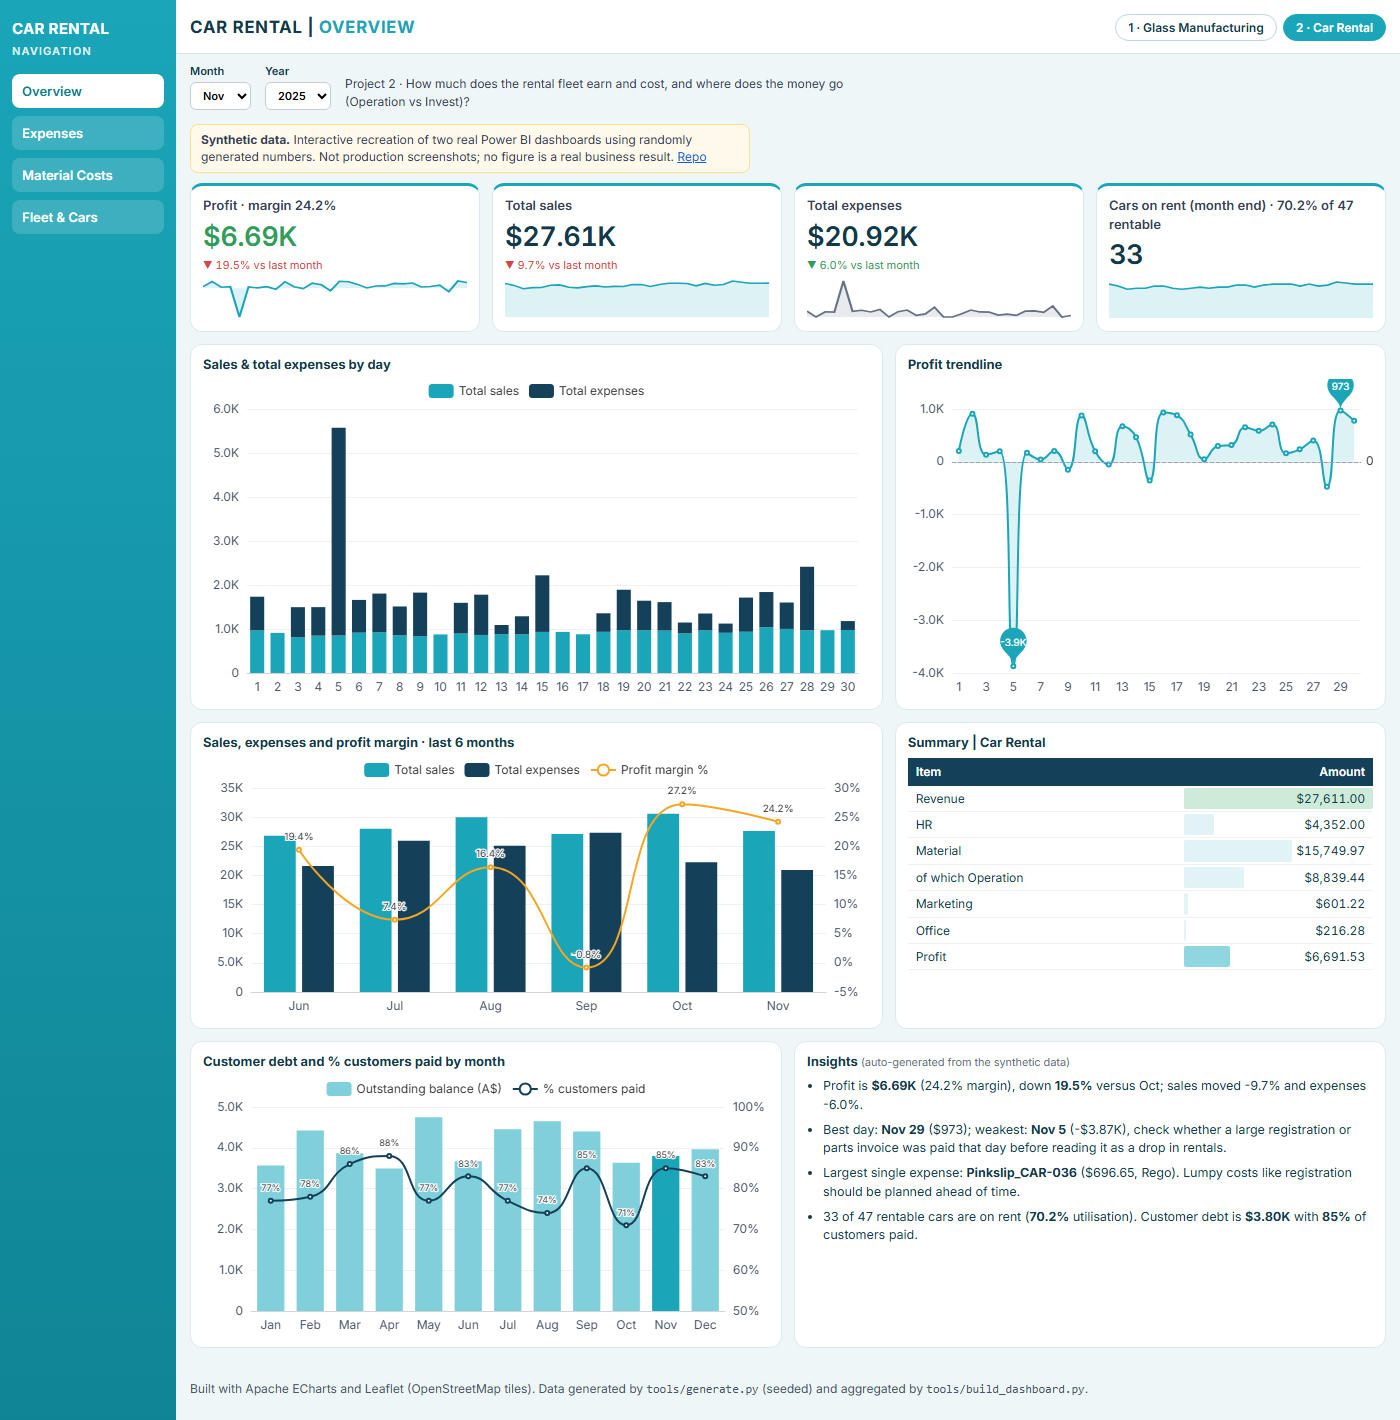 CAR RENTAL
NAVIGATION
Overview
Expenses
Material Costs
Fleet & Cars
CAR RENTAL | OVERVIEW
1 · Glass Manufacturing
2 · Car Rental
Month
Year
Nov
2025
Project 2 · How much does the rental fleet earn and cost, and where does the money go
(Operation vs Invest)?
Synthetic data. Interactive recreation of two real Power BI dashboards using randomly
generated numbers. Not production screenshots; no figure is a real business result. Repo
Profit · margin 24.2%
$6.69K
▼ 19.5% vs last month
Total sales
$27.61K
▼ 9.7% vs last month
Total expenses
$20.92K
▼ 6.0% vs last month
Cars on rent (month end) · 70.2% of 47
rentable
33
Sales & total expenses by day
Total sales Total expenses
6.0K
5.0K
4.0K
3.0K
2.0K
1.0K
0
1 2 3 4 5 6 7 8 9 10 11 12 13 14 15 16 17 18 19 20 21 22 23 24 25 26 27 28 29 30
Profit trendline
973
1.0K
0
0
-1.0K
-2.0K
-3.0K
-3.9K
-4.0K
1 3 5 7 9 11 13 15 17 19 21 23 25 27 29
Sales, expenses and profit margin · last 6 months
Total sales Total expenses Profit margin %
35K
30K
25K
20K
15K
10K
5.0K
0
30%
25%
20%
15%
10%
5%
0%
-5%
19.4%
7.4%
16.4%
-0.8%
27.2%
24.2%
Jun Jul Aug Sep Oct Nov
Summary | Car Rental
Item Amount
Revenue $27,611.00
HR $4,352.00
Material $15,749.97
of which Operation $8,839.44
Marketing $601.22
Office $216.28
Profit $6,691.53
Customer debt and % customers paid by month
Outstanding balance (A$) % customers paid
5.0K
4.0K
3.0K
2.0K
1.0K
0
100%
90%
80%
70%
60%
50%
77% 78% 86% 88% 77% 83% 77% 74% 85% 71% 85% 83%
Jan Feb Mar Apr May Jun Jul Aug Sep Oct Nov Dec
Insights (auto-generated from the synthetic data)
• Profit is $6.69K (24.2% margin), down 19.5% versus Oct; sales moved -9.7% and expenses
-6.0%.
• Best day: Nov 29 ($973); weakest: Nov 5 (-$3.87K), check whether a large registration or
parts invoice was paid that day before reading it as a drop in rentals.
• Largest single expense: Pinkslip_CAR-036 ($696.65, Rego). Lumpy costs like registration
should be planned ahead of time.
• 33 of 47 rentable cars are on rent (70.2% utilisation). Customer debt is $3.80K with 85% of
customers paid.
Built with Apache ECharts and Leaflet (OpenStreetMap tiles). Data generated by tools/generate.py (seeded) and aggregated by tools/build_dashboard.py.